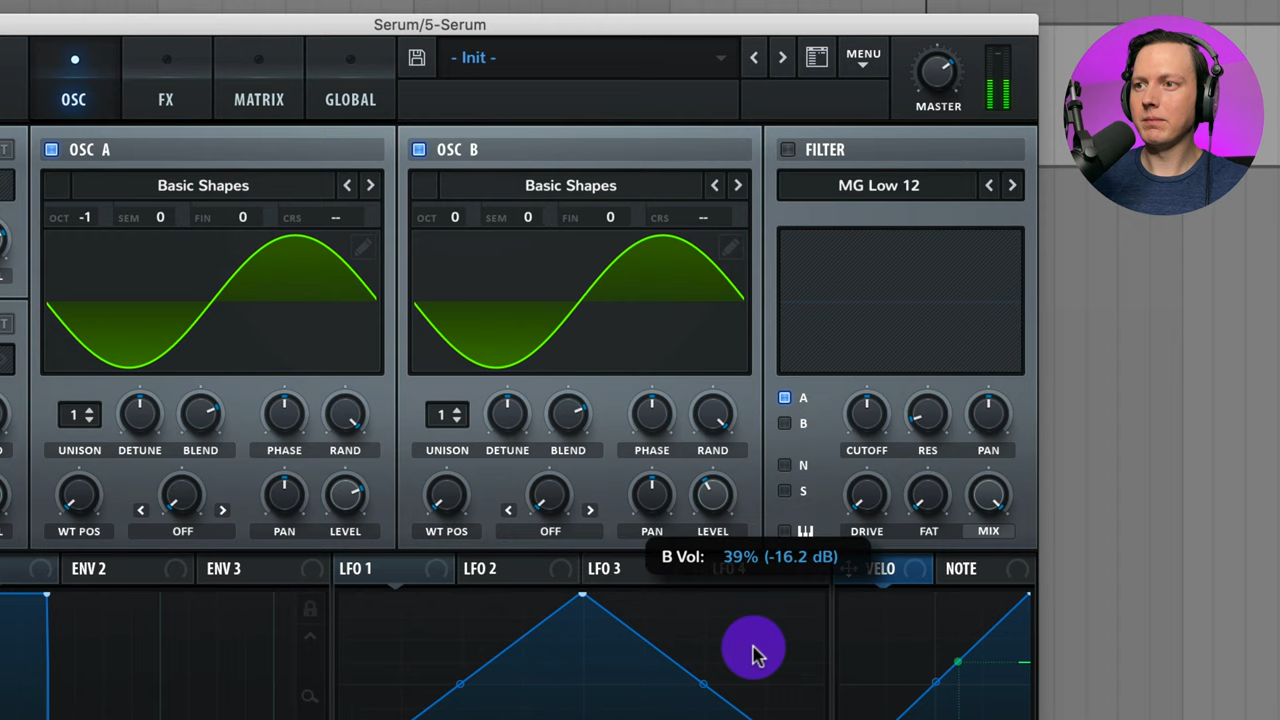 Serum/5-Serum
OSC
FX
MATRIX
GLOBAL
- Init -
MENU
MASTER
OSC A
Basic Shapes
OCT -1 SEM 0 FIN 0 CRS --
1
UNISON DETUNE BLEND PHASE RAND
OFF
WT POS PAN LEVEL
OSC B
Basic Shapes
OCT 0 SEM 0 FIN 0 CRS --
1
UNISON DETUNE BLEND PHASE RAND
OFF
WT POS PAN LEVEL
FILTER
MG Low 12
A
B
N
S
CUTOFF RES PAN
DRIVE FAT MIX
B Vol: 39% (-16.2 dB)
ENV 2 ENV 3 LFO 1 LFO 2 LFO 3 LFO 4 VELO NOTE